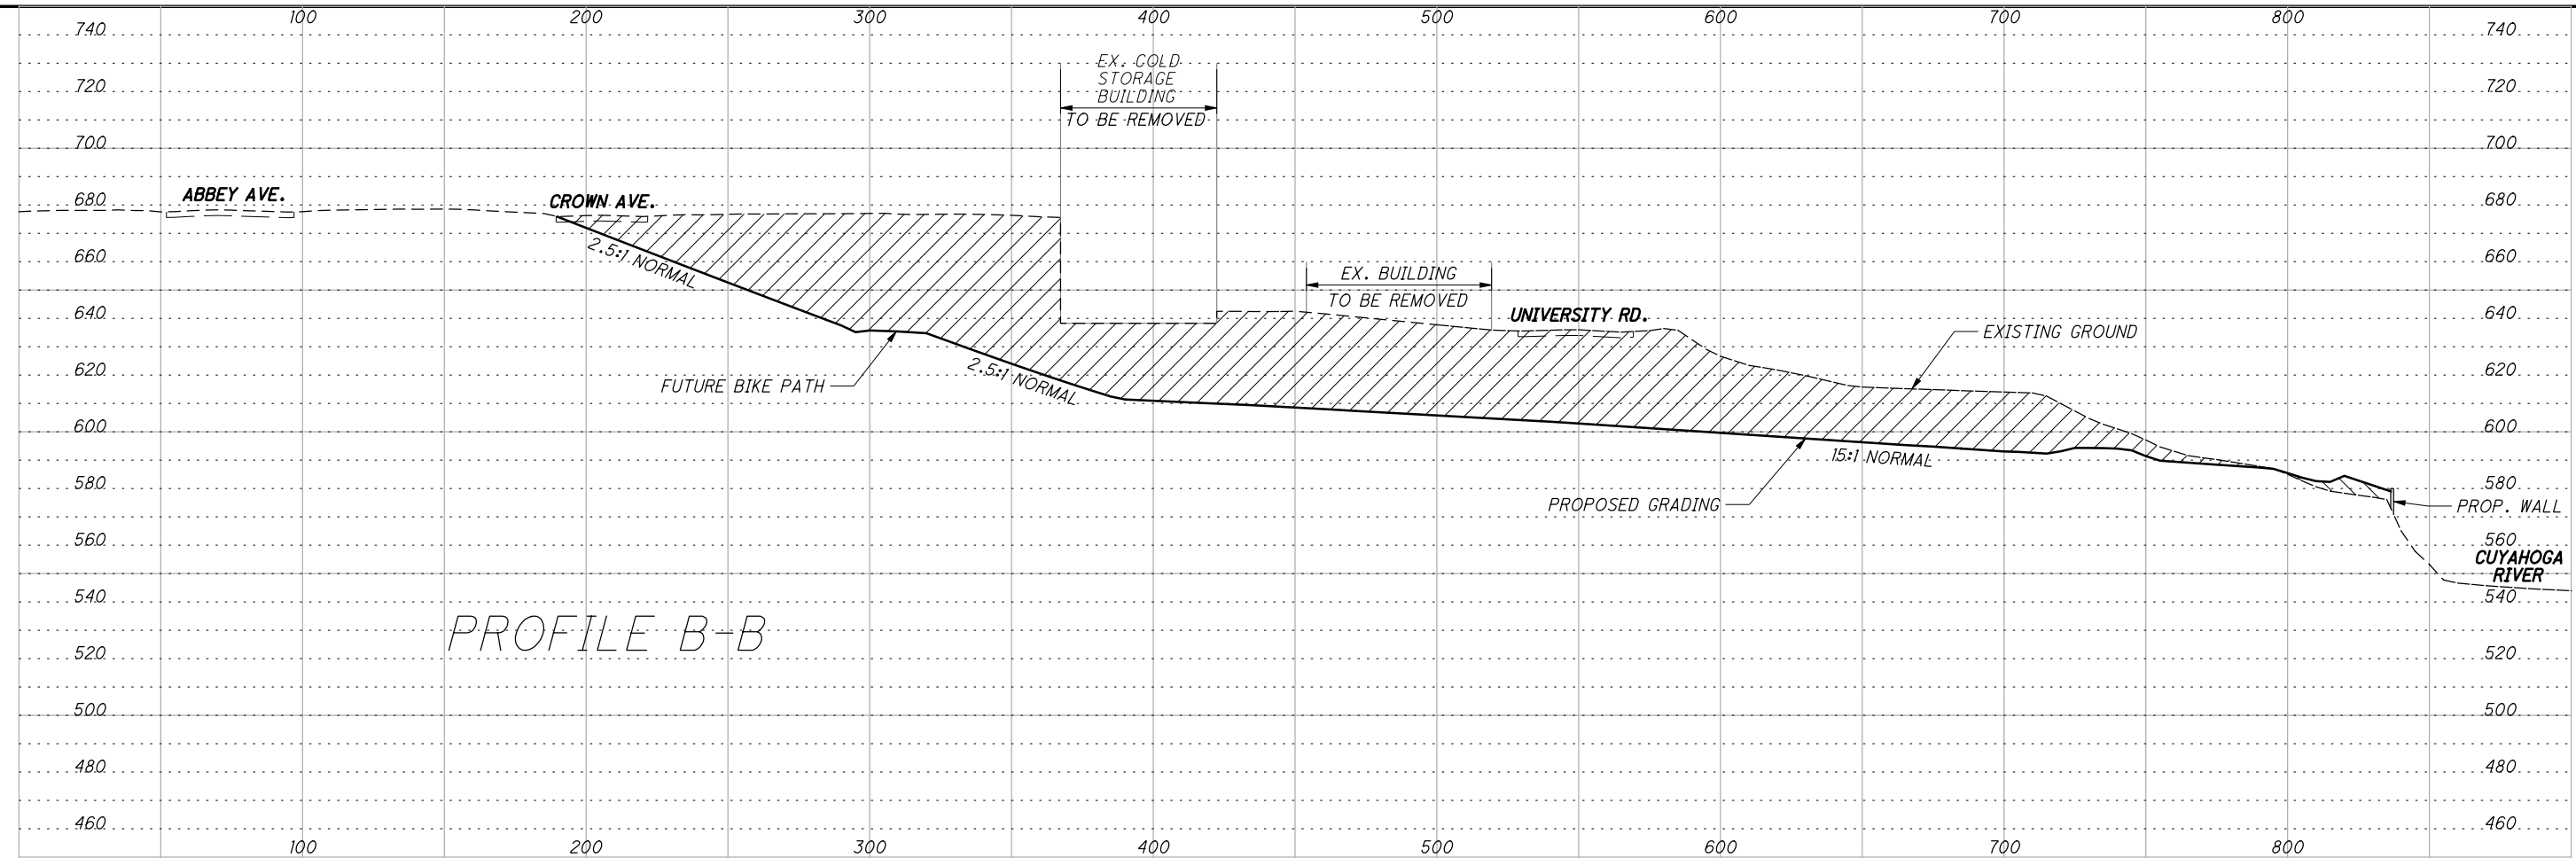 100 200 300 400 500 600 700 800
740 740
720 720
700 700
680 680
660 660
640 640
620 620
600 600
580 580
560 560
540 540
520 520
500 500
480 480
460 460
EX. COLD
STORAGE
BUILDING
TO BE REMOVED
ABBEY AVE.
CROWN AVE.
2.5:1 NORMAL
EX. BUILDING
TO BE REMOVED
UNIVERSITY RD.
EXISTING GROUND
FUTURE BIKE PATH
2.5:1 NORMAL
15:1 NORMAL
PROPOSED GRADING
PROP. WALL
CUYAHOGA
RIVER
PROFILE B-B
100 200 300 400 500 600 700 800